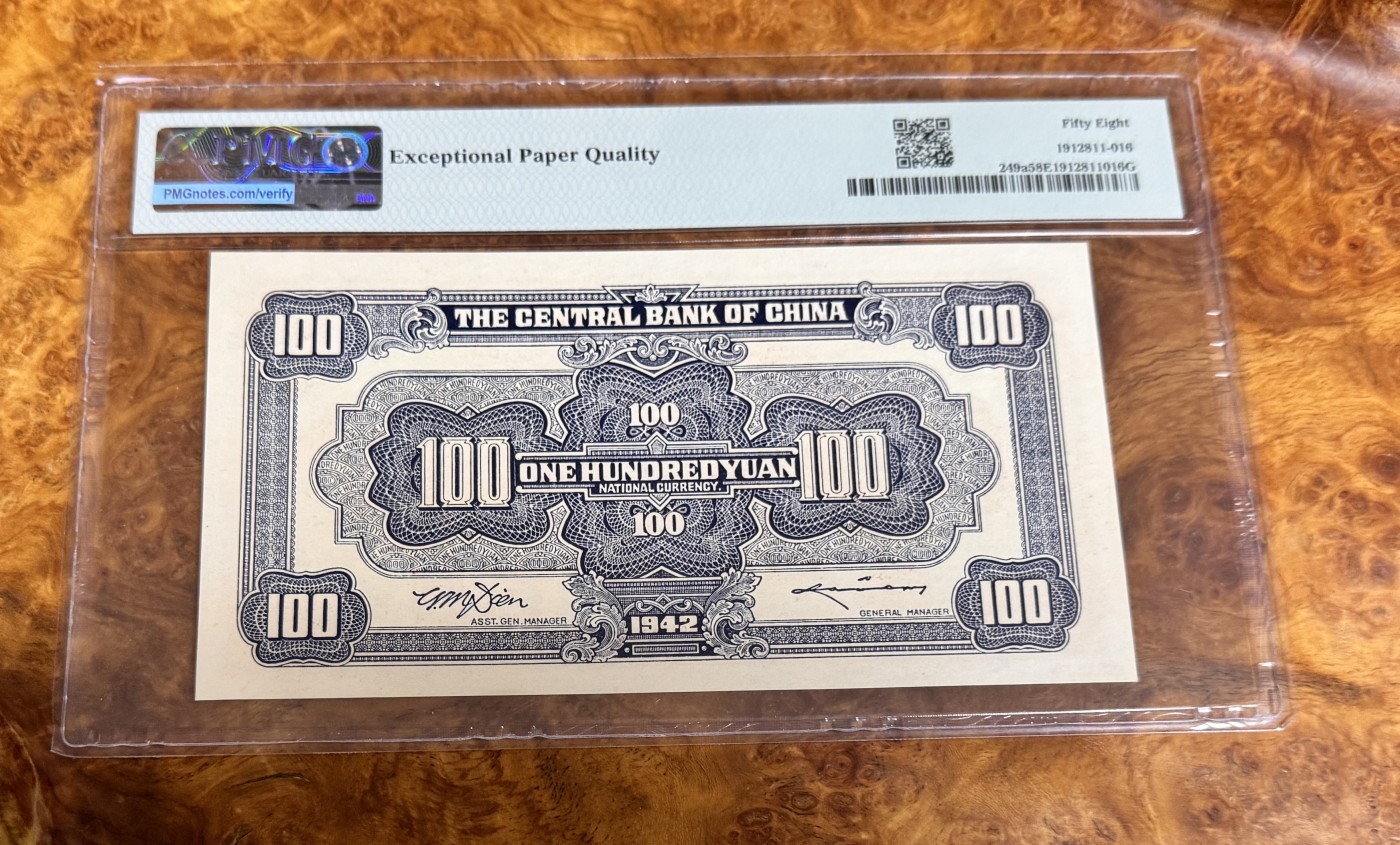 PMG
PMGnotes.com/verify
Exceptional Paper Quality
Fifty Eight
1912811-016
249a58E1912811016G
100
THE CENTRAL BANK OF CHINA
100
100
100
ONE HUNDRED YUAN
100
NATIONAL CURRENCY.
100
ASST. GEN. MANAGER
GENERAL MANAGER
100
1942
100